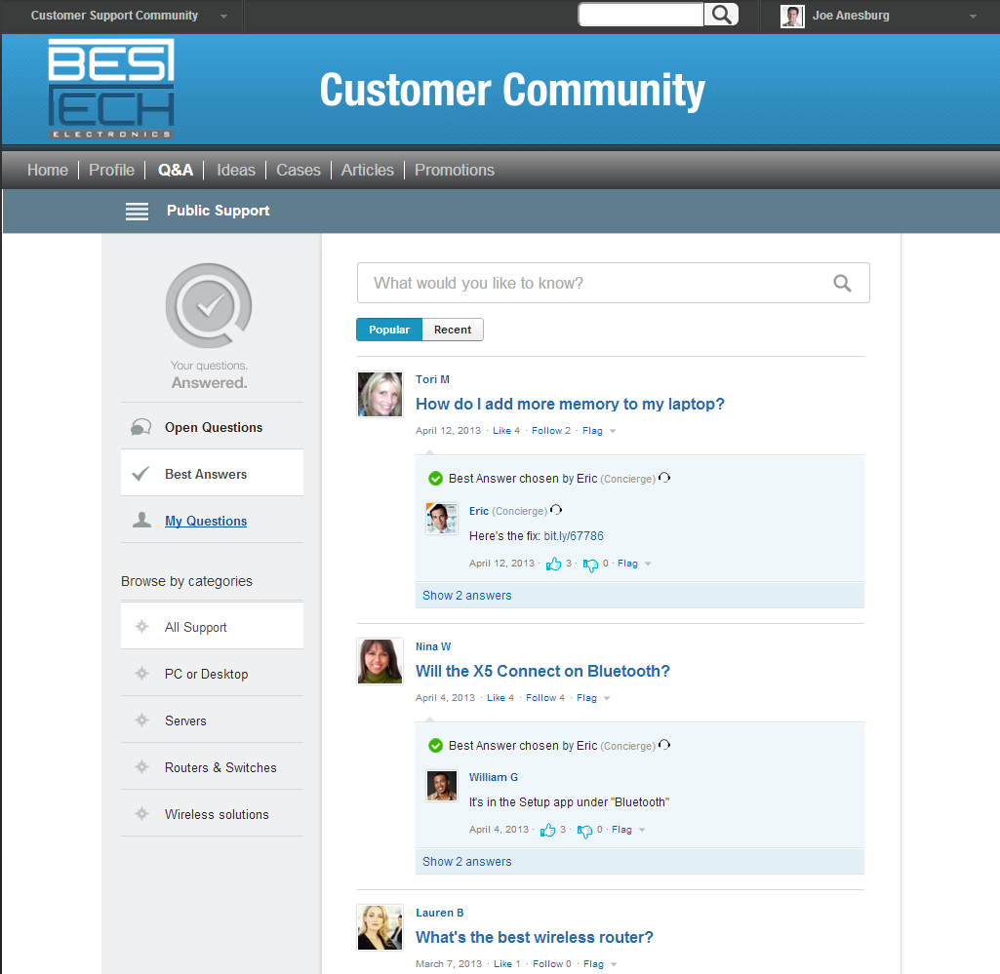 Customer Support Community
Joe Anesburg
BEST
TECH
ELECTRONICS
Customer Community
Home Profile Q&A Ideas Cases Articles Promotions
Public Support
Your questions.
Answered.
Open Questions
Best Answers
My Questions
Browse by categories
All Support
PC or Desktop
Servers
Routers & Switches
Wireless solutions
What would you like to know?
Popular Recent
Tori M
How do I add more memory to my laptop?
April 12, 2013 · Like 4 · Follow 2 · Flag
Best Answer chosen by Eric (Concierge)
Eric (Concierge)
Here's the fix: bit.ly/67786
April 12, 2013 · 3 · 0 · Flag
Show 2 answers
Nina W
Will the X5 Connect on Bluetooth?
April 4, 2013 · Like 4 · Follow 4 · Flag
Best Answer chosen by Eric (Concierge)
William G
It's in the Setup app under "Bluetooth"
April 4, 2013 · 3 · 0 · Flag
Show 2 answers
Lauren B
What's the best wireless router?
March 7, 2013 · Like 1 · Follow 0 · Flag